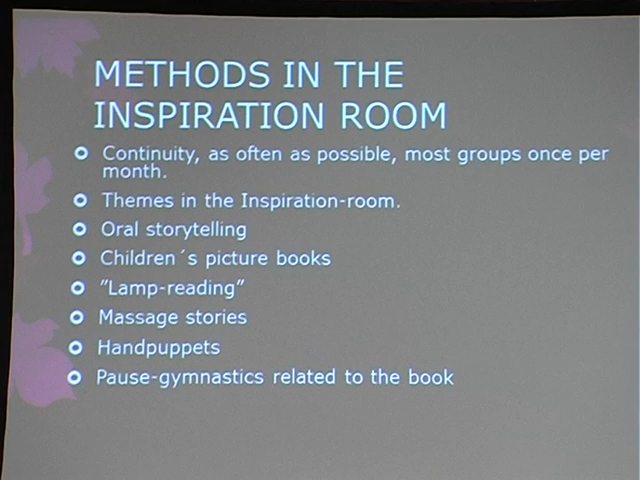 METHODS IN THE
INSPIRATION ROOM
Continuity, as often as possible, most groups once per
month.
Themes in the Inspiration-room.
Oral storytelling
Children´s picture books
”Lamp-reading”
Massage stories
Handpuppets
Pause-gymnastics related to the book